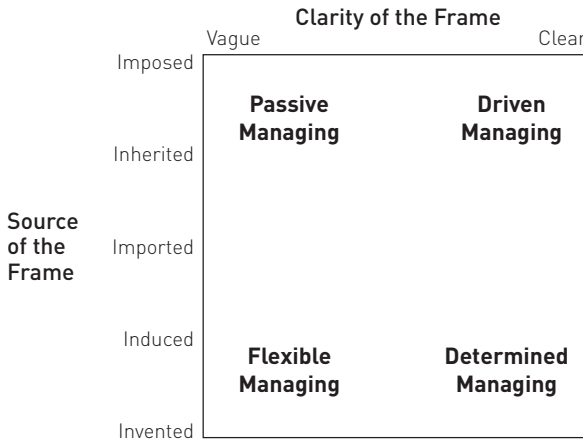 Clarity of the Frame
Vague Clear
Imposed
Passive Driven
Managing Managing
Inherited
Source
of the
Frame
Imported
Induced
Flexible Determined
Managing Managing
Invented